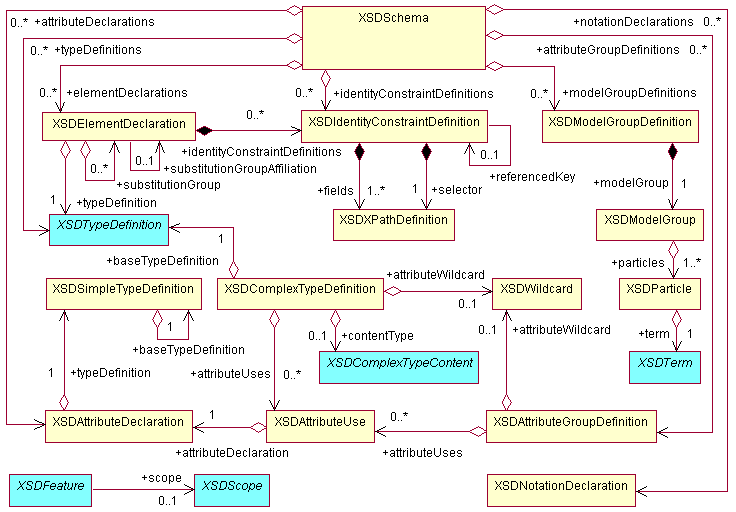 XSDSchema
0..* +attributeDeclarations
+notationDeclarations 0..*
0..* +typeDefinitions
+attributeGroupDefinitions 0..*
0..* +elementDeclarations
0..* +identityConstraintDefinitions
0..* +modelGroupDefinitions
XSDElementDeclaration
0..*
+identityConstraintDefinitions
XSDIdentityConstraintDefinition
XSDModelGroupDefinition
0..*
+substitutionGroup
0..1
+substitutionGroupAffiliation
0..1
+referencedKey
1
+typeDefinition
+fields
1..*
1
+selector
+modelGroup
1
XSDTypeDefinition
XSDXPathDefinition
XSDModelGroup
1
+baseTypeDefinition
+particles
1..*
XSDSimpleTypeDefinition
XSDComplexTypeDefinition
+attributeWildcard
0..1
XSDWildcard
XSDParticle
1
+baseTypeDefinition
0..1
+contentType
0..1
+attributeWildcard
+term
1
XSDComplexTypeContent
XSDTerm
1
+typeDefinition
+attributeUses
0..*
XSDAttributeDeclaration
1
+attributeDeclaration
XSDAttributeUse
0..*
+attributeUses
XSDAttributeGroupDefinition
XSDFeature
+scope
0..1
XSDScope
XSDNotationDeclaration